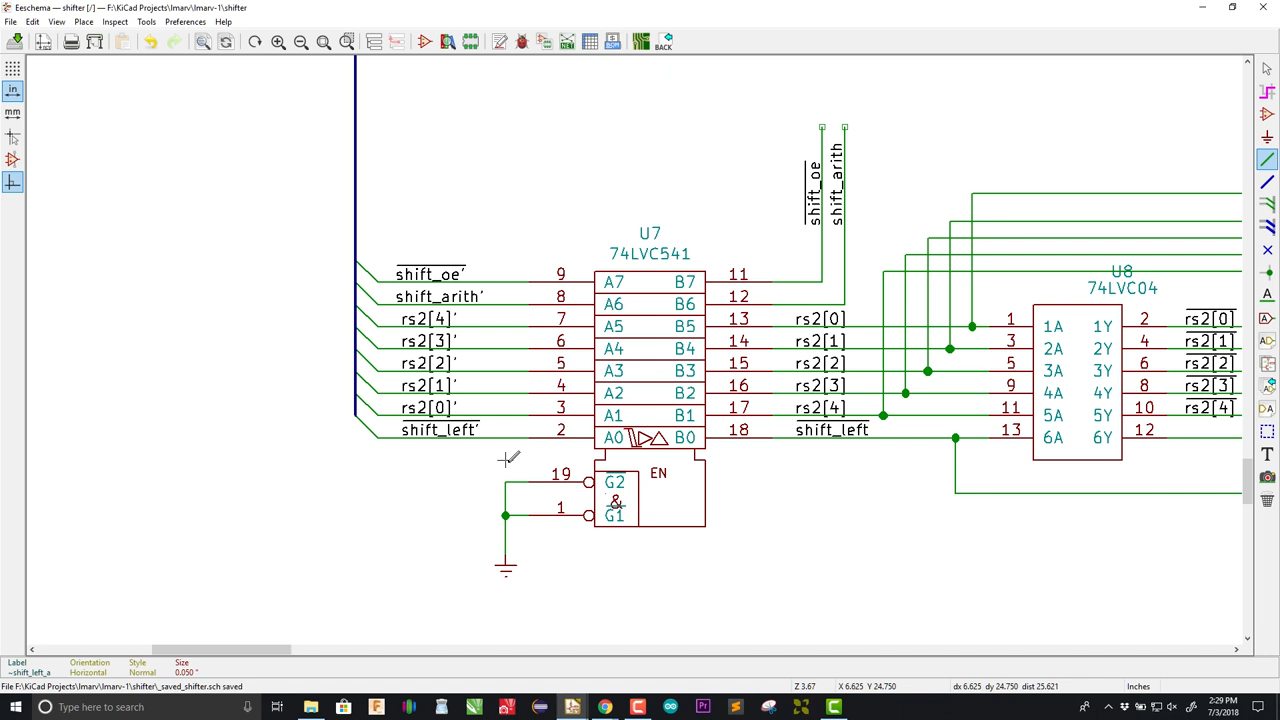 Eeschema — shifter [/] — F:\KiCad Projects\lmarv\lmarv-1\shifter
File Edit View Place Inspect Tools Preferences Help
BOM
BACK
in
mm
U7
74LVC541
shift_oe
shift_arith
shift_oe' 9 A7 B7 11
shift_arith' 8 A6 B6 12
rs2[4]' 7 A5 B5 13 rs2[0]
rs2[3]' 6 A4 B4 14 rs2[1]
rs2[2]' 5 A3 B3 15 rs2[2]
rs2[1]' 4 A2 B2 16 rs2[3]
rs2[0]' 3 A1 B1 17 rs2[4]
shift_left' 2 A0 B0 18 shift_left
19 G2 EN
&
1 G1
U8
74LVC04
1 1A 1Y 2 rs2[0]
3 2A 2Y 4 rs2[1]
5 3A 3Y 6 rs2[2]
9 4A 4Y 8 rs2[3]
11 5A 5Y 10 rs2[4]
13 6A 6Y 12
Label Orientation Style Size
~shift_left_a Horizontal Normal 0.050 "
File F:\KiCad Projects\lmarv\lmarv-1\shifter\_saved_shifter.sch saved
Z 3.67 X 6.625 Y 24.750 dx 6.625 dy 24.750 dist 25.621 Inches
Type here to search
2:29 PM
7/3/2018